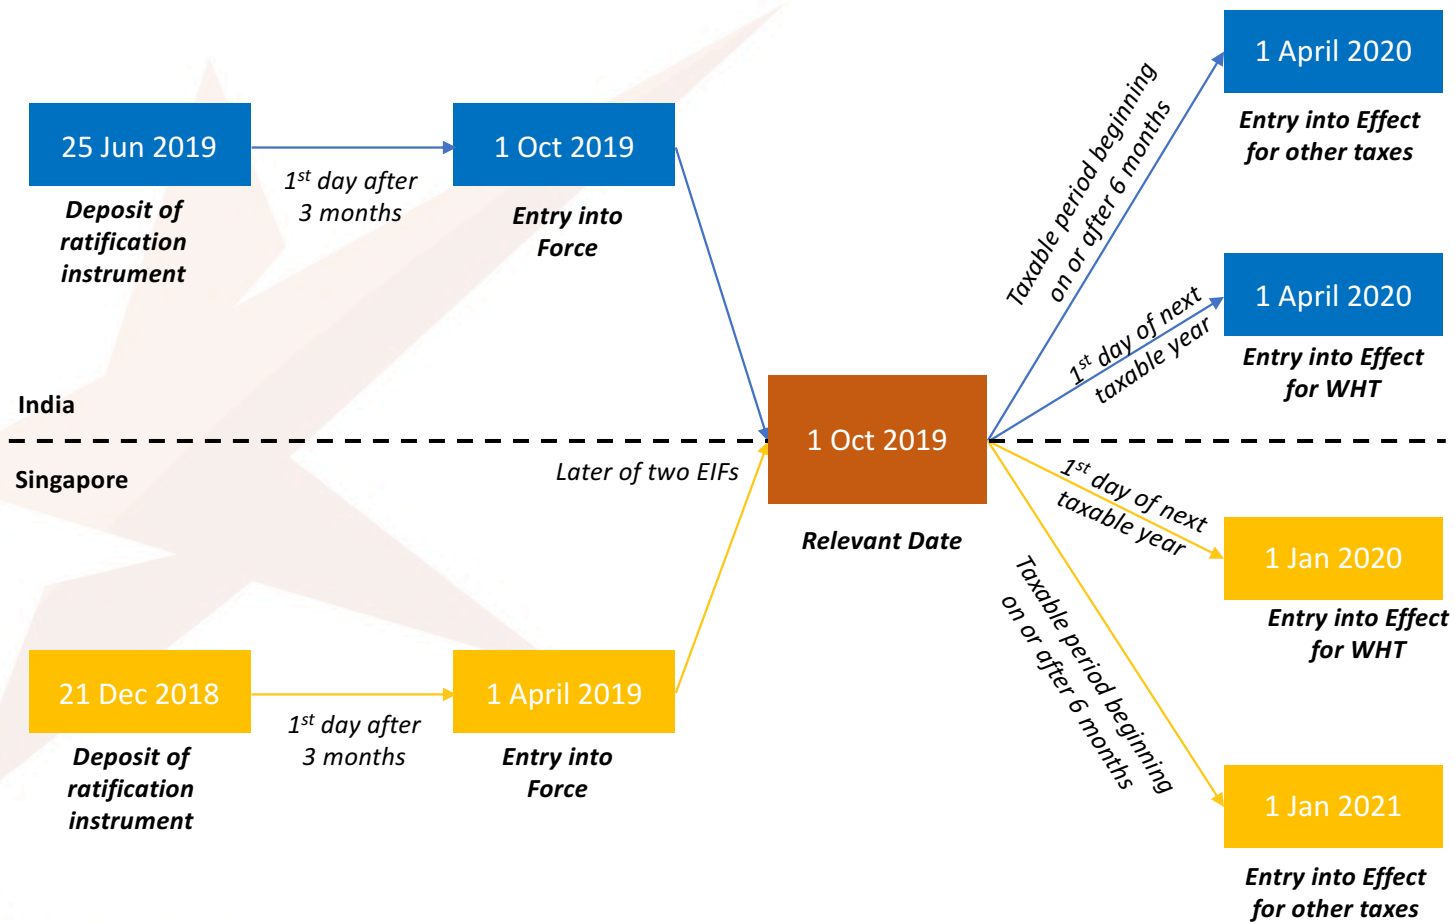 25 Jun 2019
Deposit of
ratification
instrument
1st day after
3 months
1 Oct 2019
Entry into
Force
Taxable period beginning
on or after 6 months
1 April 2020
Entry into Effect
for other taxes
1st day of next
taxable year
1 April 2020
Entry into Effect
for WHT
India
Singapore
Later of two EIFs
1 Oct 2019
Relevant Date
1st day of next
taxable year
1 Jan 2020
Entry into Effect
for WHT
21 Dec 2018
Deposit of
ratification
instrument
1st day after
3 months
1 April 2019
Entry into
Force
Taxable period beginning
on or after 6 months
1 Jan 2021
Entry into Effect
for other taxes